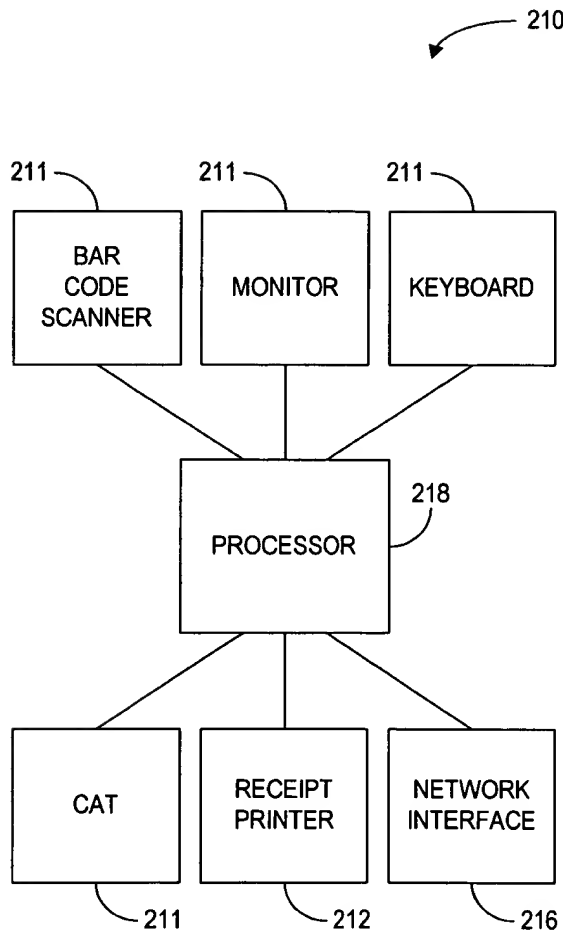 210
211
211
211
BAR
CODE
SCANNER
MONITOR
KEYBOARD
218
PROCESSOR
CAT
RECEIPT
PRINTER
NETWORK
INTERFACE
211
212
216